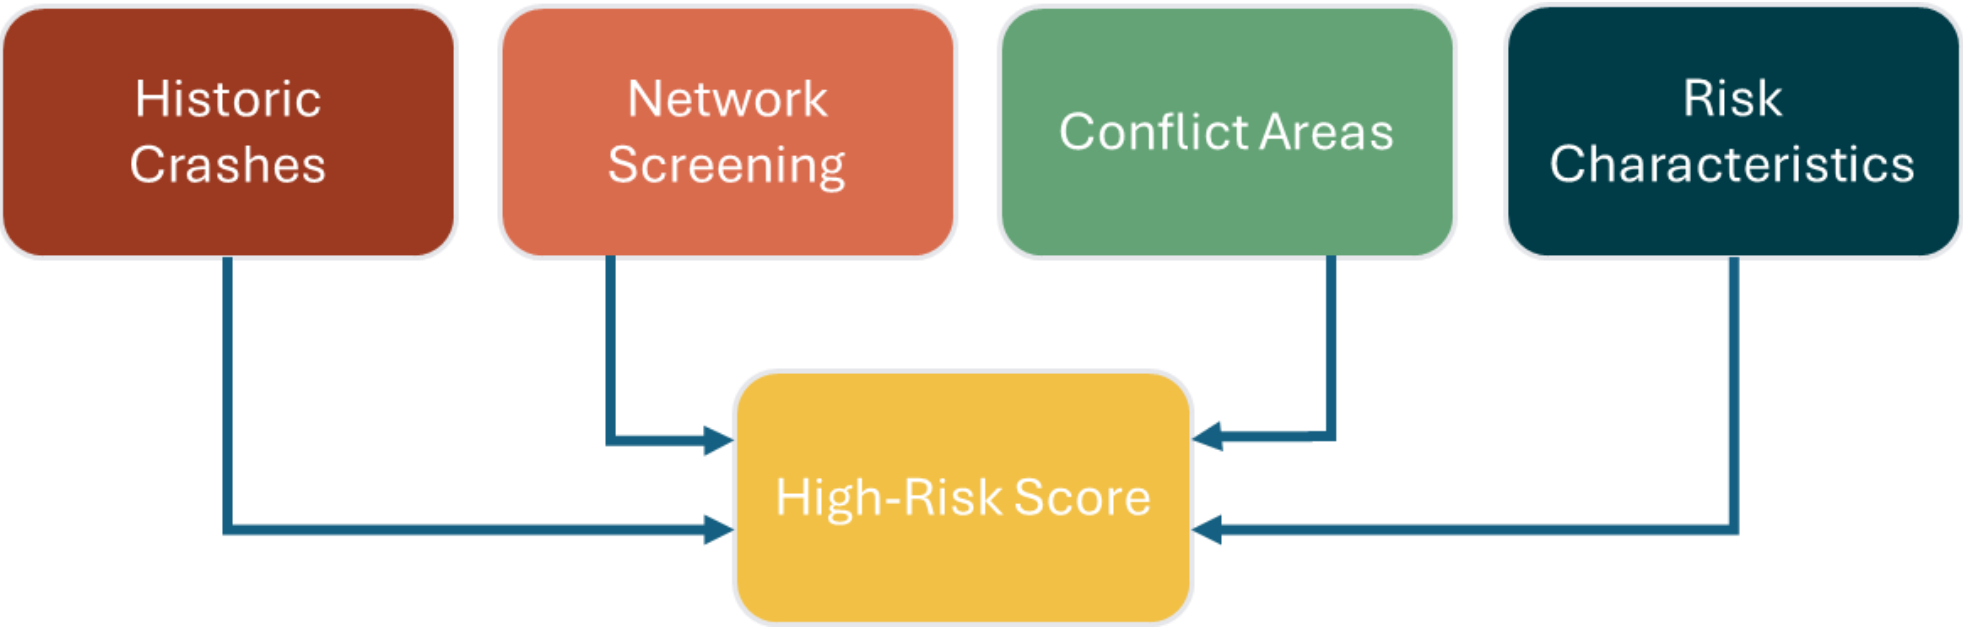 Historic
Crashes
Network
Screening
Conflict Areas
Risk
Characteristics
High-Risk Score